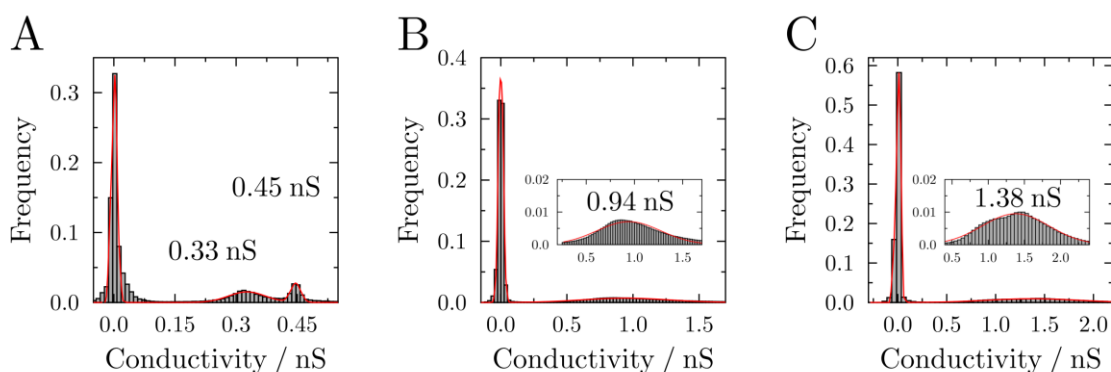 A
B
C
Frequency
0.3
0.2
0.1
0.0
0.45 nS
0.33 nS
0.0 0.15 0.3 0.45
Conductivity / nS
Frequency
0.4
0.3
0.2
0.1
0.0
0.02
0.01
0.0
0.94 nS
0.5 1.0 1.5
0.0 0.5 1.0 1.5
Conductivity / nS
Frequency
0.6
0.5
0.4
0.3
0.2
0.1
0.0
0.02
0.01
0.0
1.38 nS
0.5 1.0 1.5 2.0
0.0 0.5 1.0 1.5 2.0
Conductivity / nS